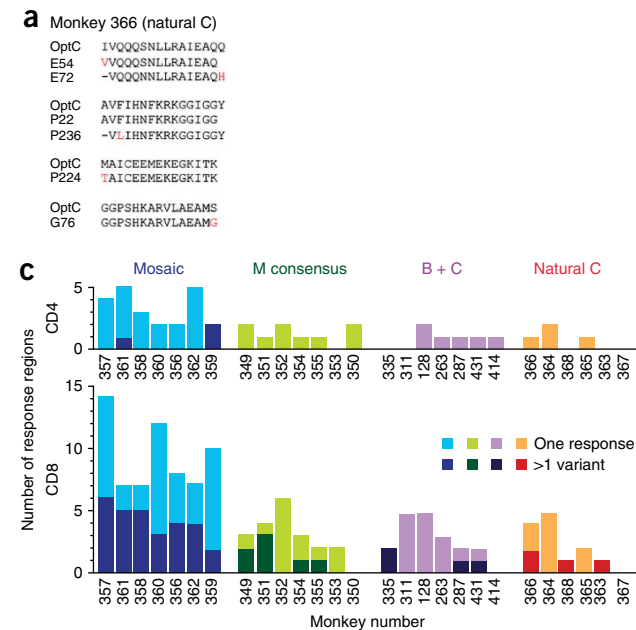 a Monkey 366 (natural C)
OptC IVQQQSNLLRAIEAQQ
E54 VVQQQSNLLRAIEAQ
E72 -VQQQNNLLRAIEAQH
OptC AVFIHNFKRKGGIGGY
P22 AVFIHNFKRKGGIGG
P236 -VLIHNFKRKGGIGGY
OptC MAICEEMEKEGKITK
P224 TAICEEMEKEGKITK
OptC GGPSHKARVLAEAMS
G76 GGPSHKARVLAEAMG
c Mosaic M consensus B + C Natural C
Number of response regions
CD4
5
0
357 361 358 360 356 362 359 349 351 352 354 355 353 350 335 311 128 263 287 431 414 366 364 368 365 363 367
CD8
15
10
5
0
One response
>1 variant
357 361 358 360 356 362 359 349 351 352 354 355 353 350 335 311 128 263 287 431 414 366 364 368 365 363 367
Monkey number